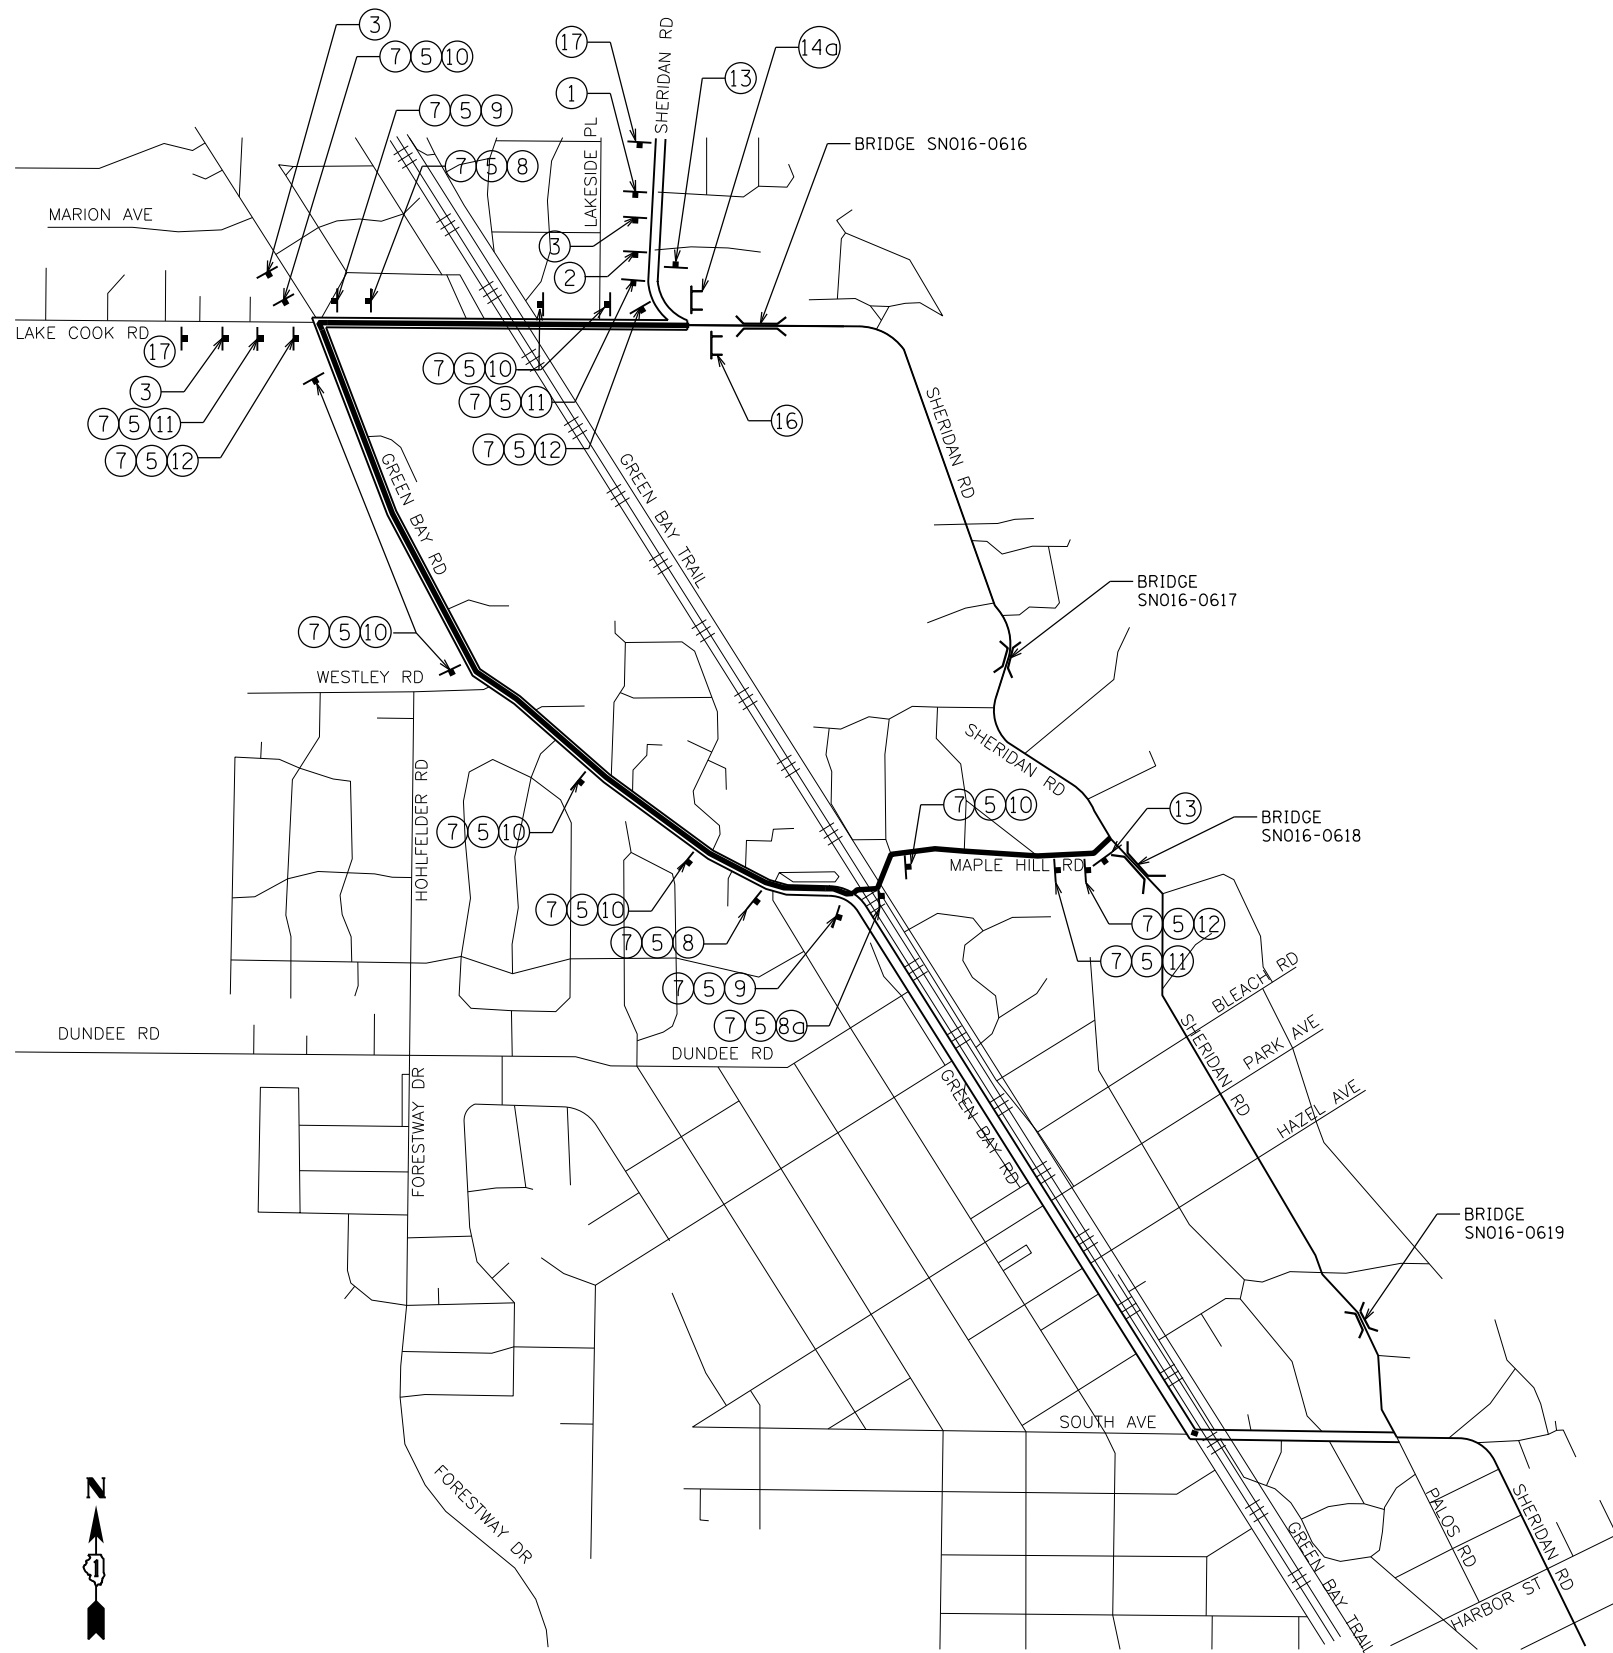 3
7 5 10
17
SHERIDAN RD
14a
13
1
7 5 9
LAKESIDE PL
BRIDGE SN016-0616
7 5 8
MARION AVE
3
2
LAKE COOK RD
17
7 5 10
3
7 5 11
7 5 11
16
SHERIDAN RD
7 5 12
7 5 12
GREEN BAY RD
GREEN BAY TRAIL
BRIDGE
SN016-0617
7 5 10
WESTLEY RD
SHERIDAN RD
HOHLFELDER RD
7 5 10
7 5 10
13
BRIDGE
SN016-0618
MAPLE HILL RD
7 5 10
7 5 12
7 5 8
7 5 11
7 5 9
BLEACH RD
7 5 8a
DUNDEE RD
DUNDEE RD
SHERIDAN RD
PARK AVE
GREEN BAY RD
HAZEL AVE
FORESTWAY DR
BRIDGE
SN016-0619
SOUTH AVE
N
FORESTWAY DR
PALOS RD
SHERIDAN RD
GREEN BAY TRAIL
HARBOR ST
1